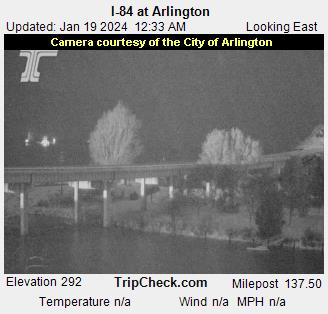 I-84 at Arlington
Updated: Jan 19 2024 12:33 AM Looking East
Camera courtesy of the City of Arlington
Elevation 292 TripCheck.com Milepost 137.50
Temperature n/a Wind n/a MPH n/a